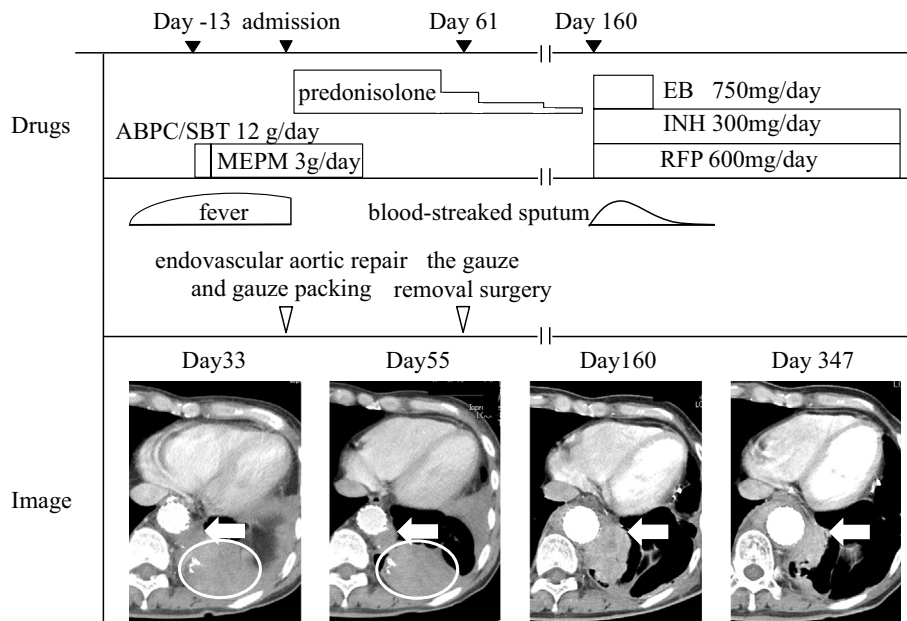 Day -13 admission Day 61 Day 160
Drugs
predonisolone
EB 750mg/day
ABPC/SBT 12 g/day
INH 300mg/day
MEPM 3g/day
RFP 600mg/day
fever
blood-streaked sputum
endovascular aortic repair
and gauze packing
the gauze
removal surgery
Day33 Day55 Day160 Day 347
Image